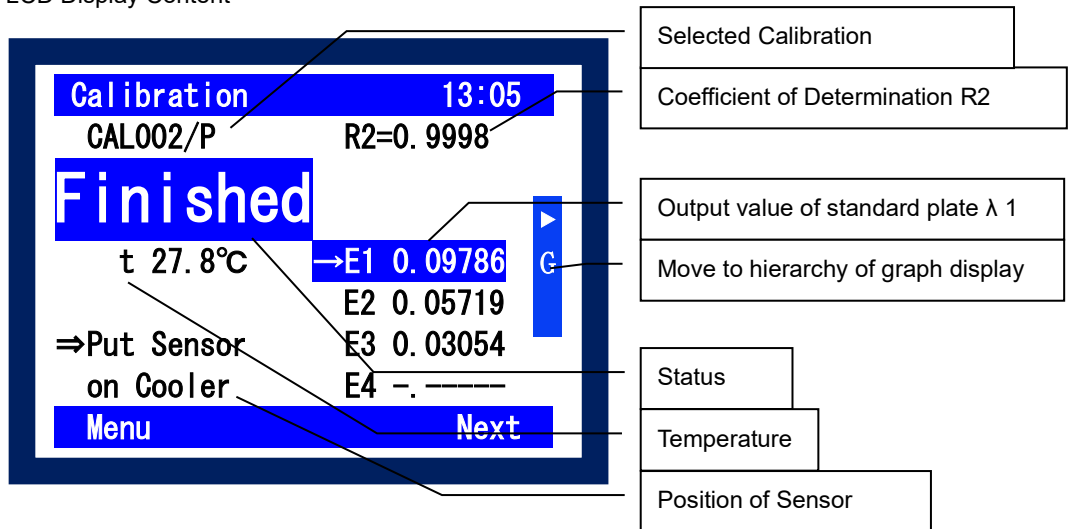 LCD Display Content
Calibration 13:05
CAL002/P R2=0.9998
Finished
t 27.8℃ →E1 0.09786
E2 0.05719
⇒Put Sensor E3 0.03054
on Cooler E4 -.-----
Menu Next
▶
G
Selected Calibration
Coefficient of Determination R2
Output value of standard plate λ 1
Move to hierarchy of graph display
Status
Temperature
Position of Sensor